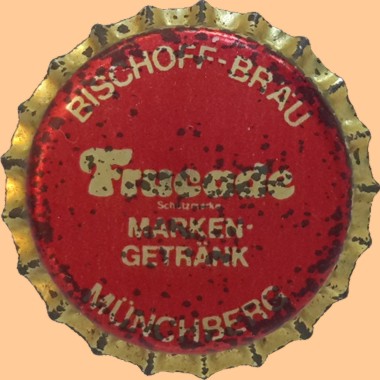 BISCHOFF-BRÄU
Frucade
Schutzmarke
MARKEN-
GETRÄNK
MÜNCHBERG